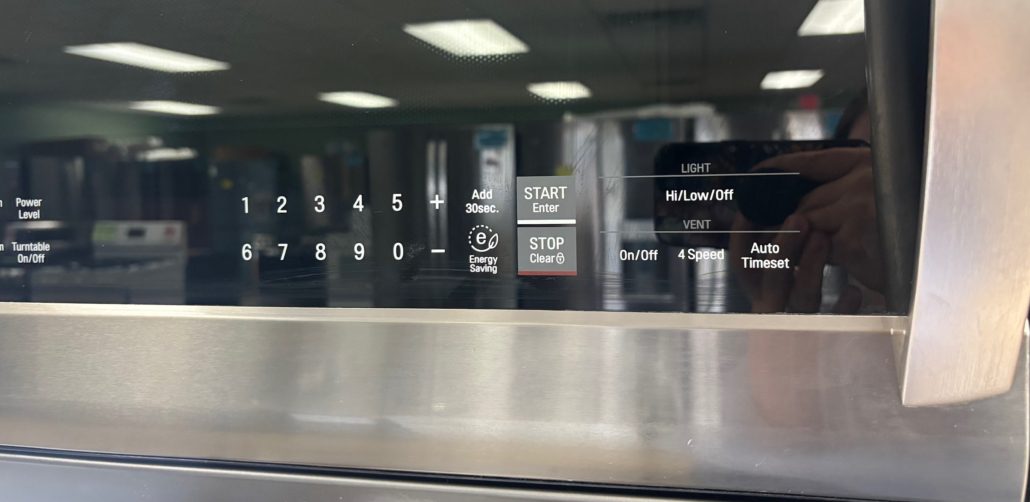 Power
Level
Turntable
On/Off
1 2 3 4 5 +
6 7 8 9 0 –
Add
30sec.
e
Energy
Saving
START
Enter
STOP
Clear
LIGHT
Hi/Low/Off
VENT
On/Off
4 Speed
Auto
Timeset